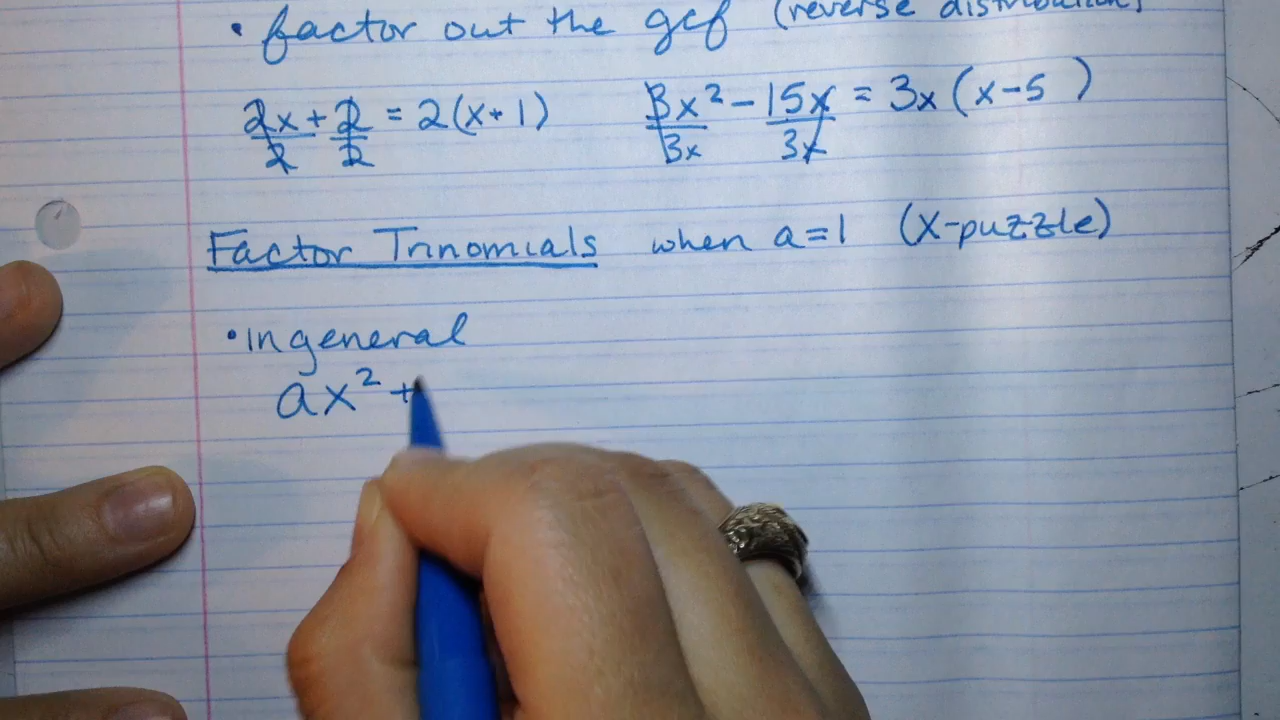 • factor out the gcf (reverse distribution)
2x/2 + 2/2 = 2(x+1) 3x²/3x - 15x/3x = 3x(x-5 )
Factor Trinomials when a=1 (X-puzzle)
• in general
ax² +